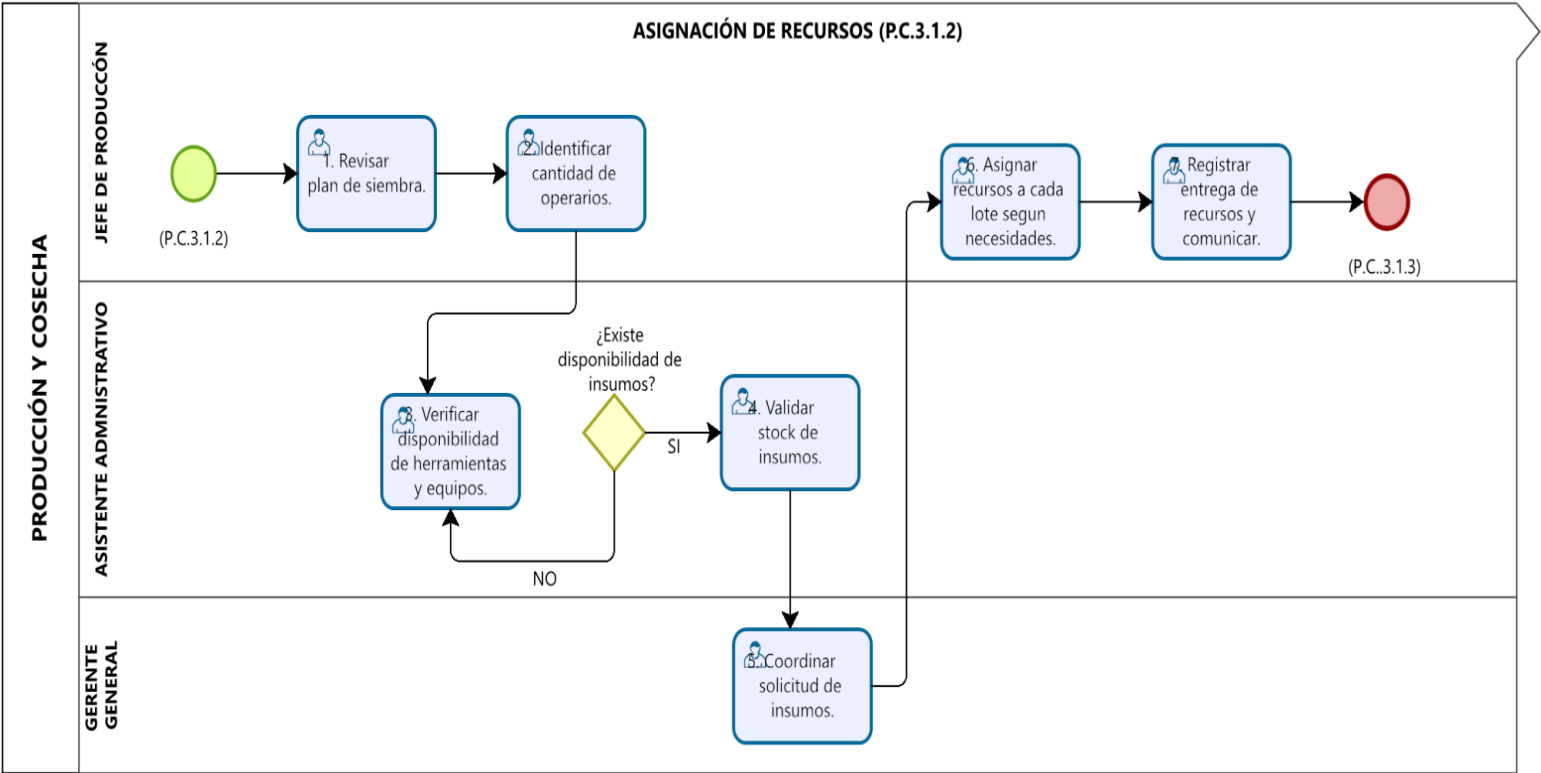 ASIGNACIÓN DE RECURSOS (P.C.3.1.2)
PRODUCCIÓN Y COSECHA
JEFE DE PRODUCCÓN
(P.C.3.1.2)
1. Revisar
plan de siembra.
2. Identificar
cantidad de
operarios.
6. Asignar
recursos a cada
lote segun
necesidades.
7. Registrar
entrega de
recursos y
comunicar.
(P.C..3.1.3)
ASISTENTE ADMNISTRATIVO
3. Verificar
disponibilidad
de herramientas
y equipos.
¿Existe
disponibilidad de
insumos?
SI
NO
4. Validar
stock de
insumos.
GERENTE
GENERAL
5. Coordinar
solicitud de
insumos.